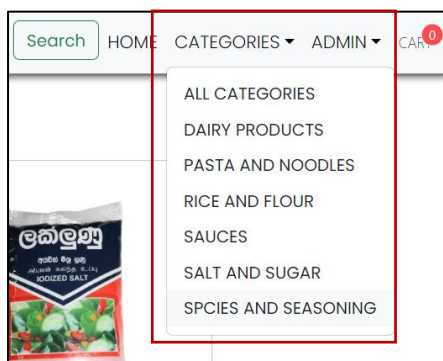 Search HOME CATEGORIES ADMIN CART 0
ALL CATEGORIES
DAIRY PRODUCTS
PASTA AND NOODLES
RICE AND FLOUR
SAUCES
SALT AND SUGAR
SPCIES AND SEASONING
ලක්ලුණු
IODIZED SALT